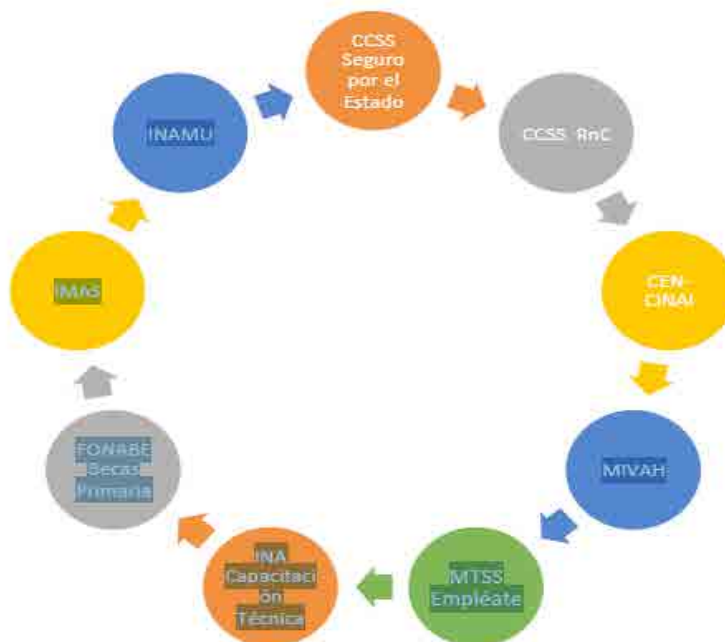 CCSS
Seguro
por el
Estado
CCSS RnC
CEN-
CINAI
MIVAH
MTSS
Empléate
INA
Capacitaci
ón
Técnica
FONABE
Becas
Primaria
IMAS
INAMU